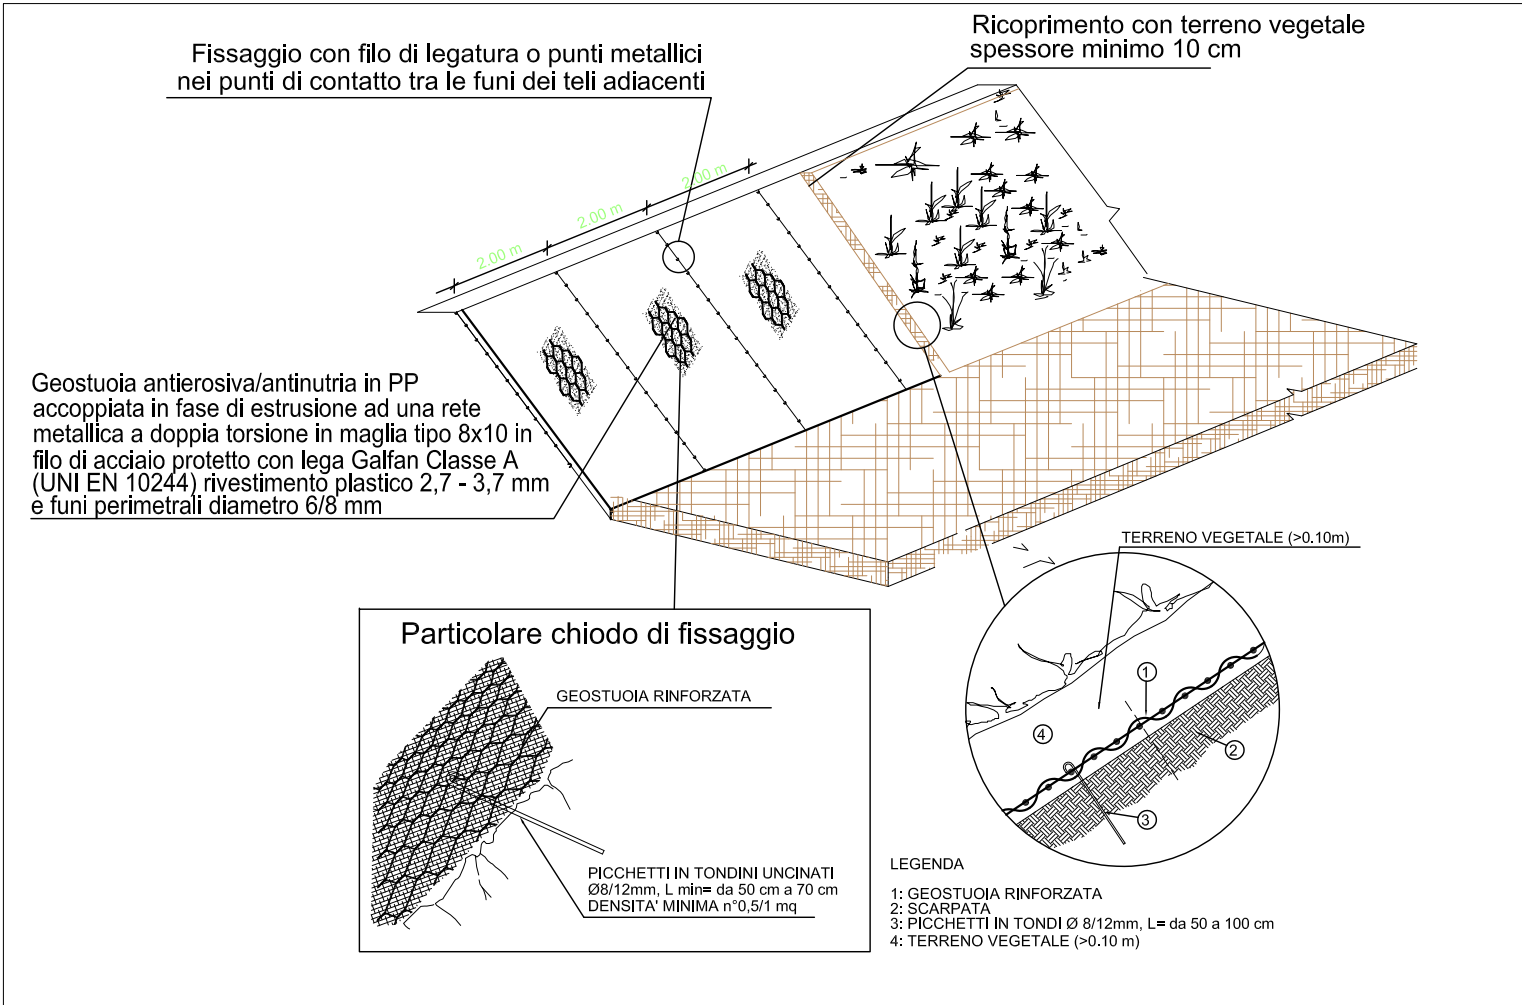 Fissaggio con filo di legatura o punti metallici
nei punti di contatto tra le funi dei teli adiacenti
Ricoprimento con terreno vegetale
spessore minimo 10 cm
2.00 m
2.00 m
2.00 m
Geostuoia antierosiva/antinutria in PP
accoppiata in fase di estrusione ad una rete
metallica a doppia torsione in maglia tipo 8x10 in
filo di acciaio protetto con lega Galfan Classe A
(UNI EN 10244) rivestimento plastico 2,7 - 3,7 mm
e funi perimetrali diametro 6/8 mm
TERRENO VEGETALE (>0.10m)
1
2
3
4
Particolare chiodo di fissaggio
GEOSTUOIA RINFORZATA
PICCHETTI IN TONDINI UNCINATI
Ø8/12mm, L min= da 50 cm a 70 cm
DENSITA' MINIMA n°0,5/1 mq
LEGENDA
1: GEOSTUOIA RINFORZATA
2: SCARPATA
3: PICCHETTI IN TONDI Ø 8/12mm, L= da 50 a 100 cm
4: TERRENO VEGETALE (>0.10 m)